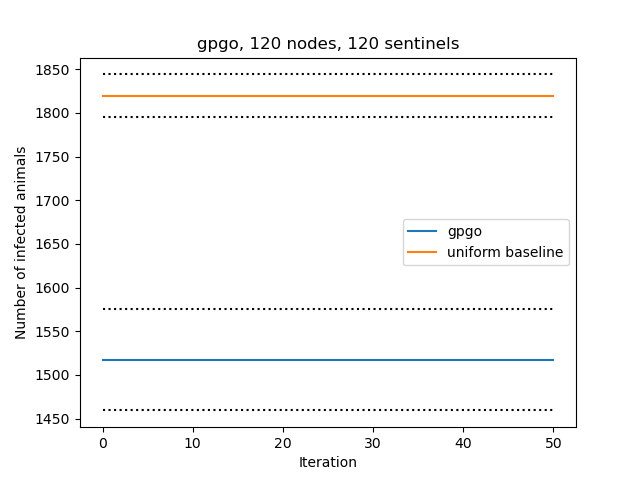 gpgo, 120 nodes, 120 sentinels
1850
1800
1750
1700
1650
1600
1550
1500
1450
Number of infected animals
gpgo
uniform baseline
0 10 20 30 40 50
Iteration